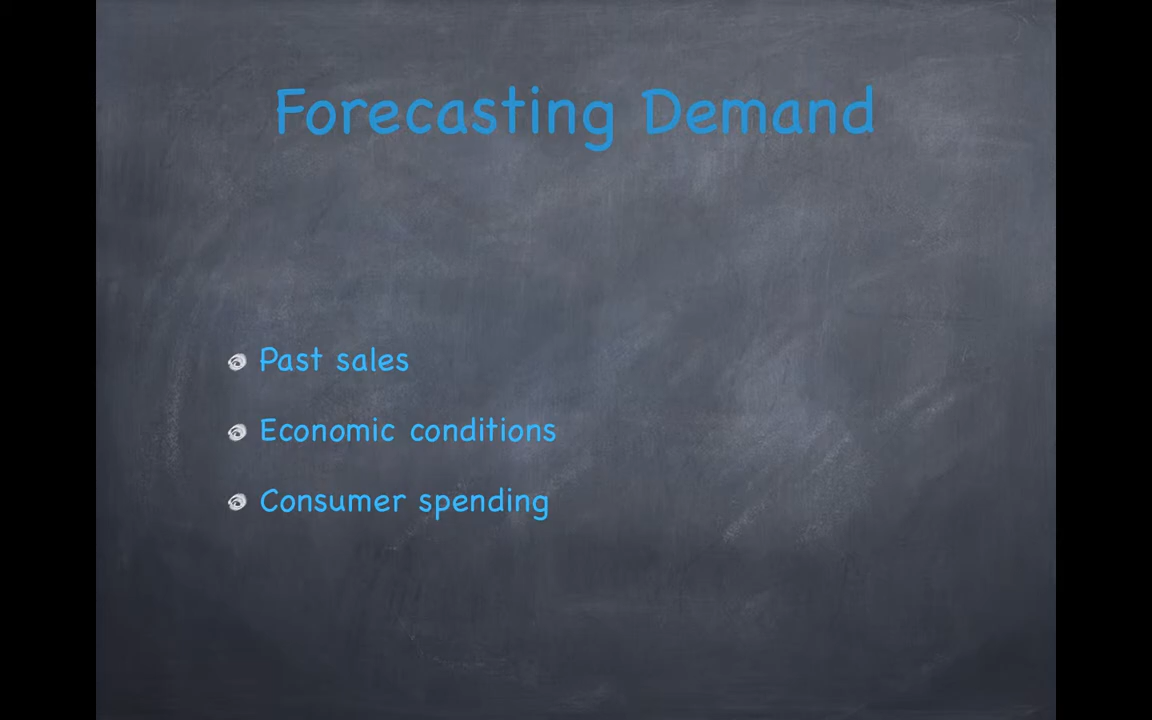 Forecasting Demand
Past sales
Economic conditions
Consumer spending